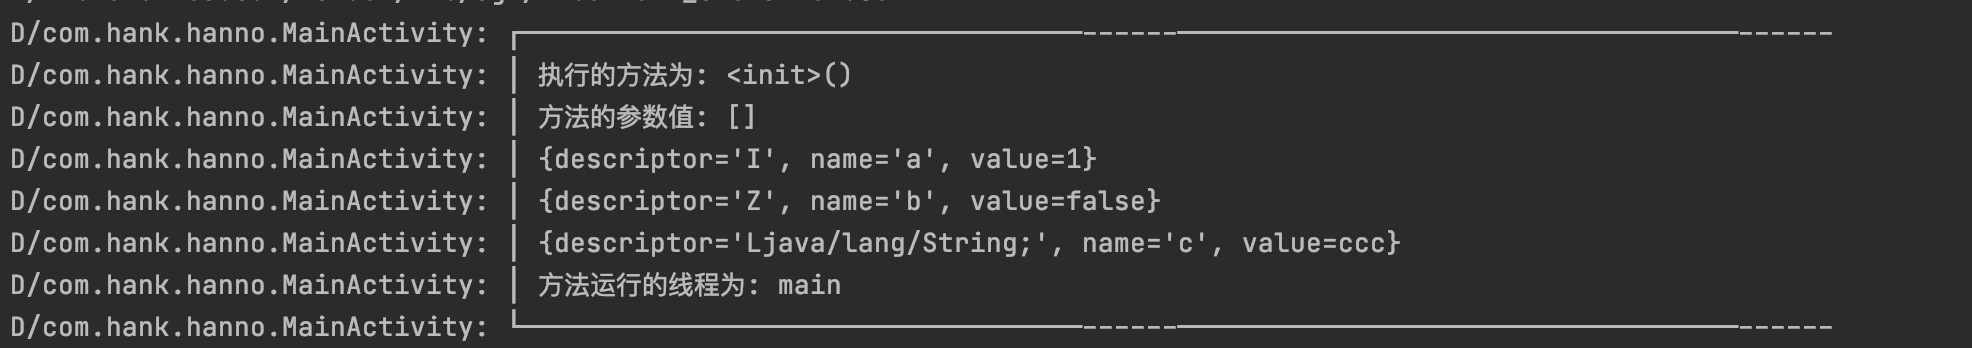 D/com.hank.hanno.MainActivity: ┌──────────────────────────────------──────────────────────────────------
D/com.hank.hanno.MainActivity: │ 执行的方法为: <init>()
D/com.hank.hanno.MainActivity: │ 方法的参数值: []
D/com.hank.hanno.MainActivity: │ {descriptor='I', name='a', value=1}
D/com.hank.hanno.MainActivity: │ {descriptor='Z', name='b', value=false}
D/com.hank.hanno.MainActivity: │ {descriptor='Ljava/lang/String;', name='c', value=ccc}
D/com.hank.hanno.MainActivity: │ 方法运行的线程为: main
D/com.hank.hanno.MainActivity: └──────────────────────────────------──────────────────────────────------